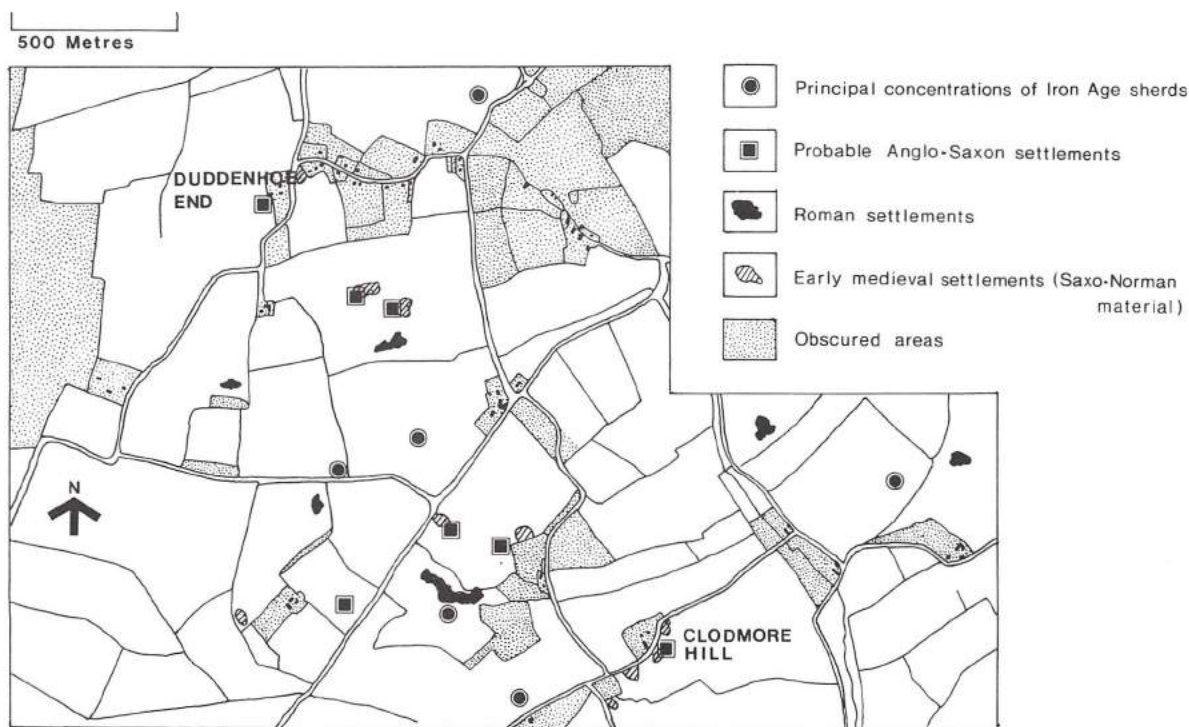 500 Metres
Principal concentrations of Iron Age sherds
Probable Anglo-Saxon settlements
Roman settlements
Early medieval settlements (Saxo-Norman
material)
Obscured areas
DUDDENHOE
END
N
CLODMORE
HILL